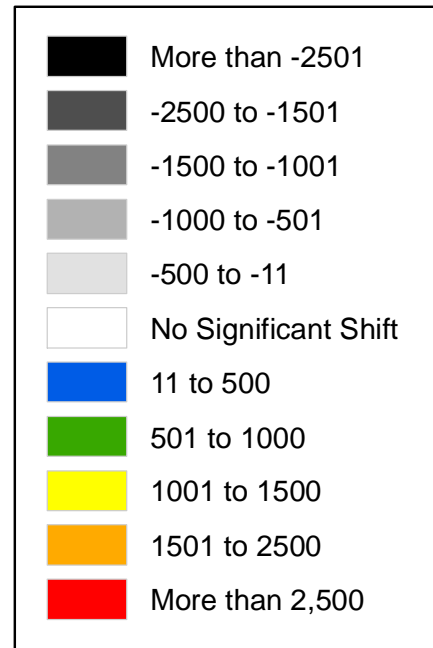 More than -2501
-2500 to -1501
-1500 to -1001
-1000 to -501
-500 to -11
No Significant Shift
11 to 500
501 to 1000
1001 to 1500
1501 to 2500
More than 2,500